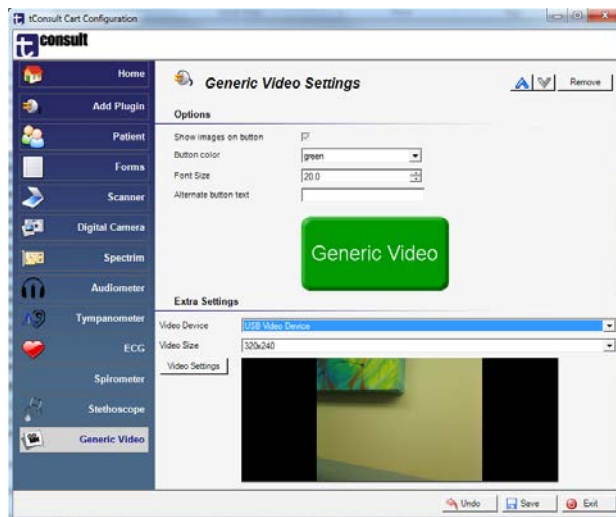 tConsult Cart Configuration
t consult
Home
Add Plugin
Patient
Forms
Scanner
Digital Camera
Spectrim
Audiometer
Tympanometer
ECG
Spirometer
Stethoscope
Generic Video
Generic Video Settings
Remove
Options
Show images on button
Button color green
Font Size 20.0
Alternate button text
Generic Video
Extra Settings
Video Device USB Video Device
Video Size 320x240
Video Settings
Undo Save Exit